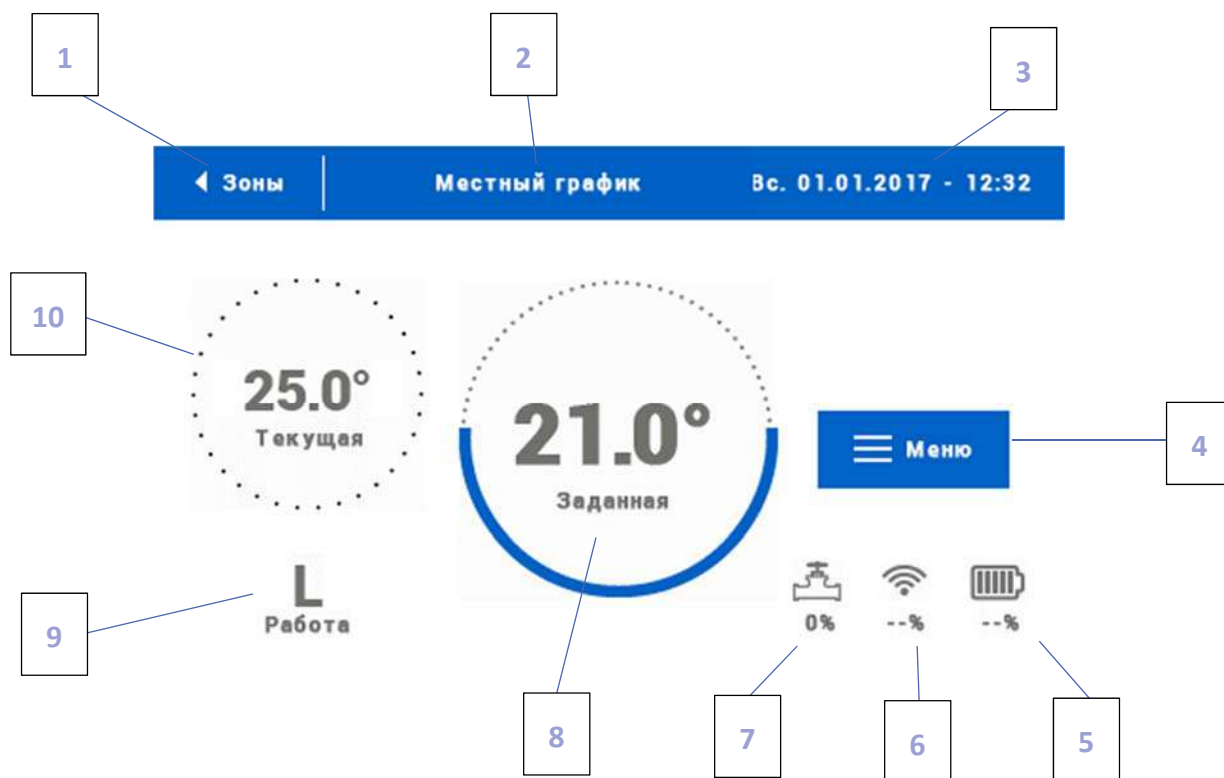 1
2
3
Зоны
Местный график
Вс. 01.01.2017 - 12:32
10
25.0°
Текущая
21.0°
Заданная
Меню
4
L
Работа
0%
--%
--%
9
8
7
6
5